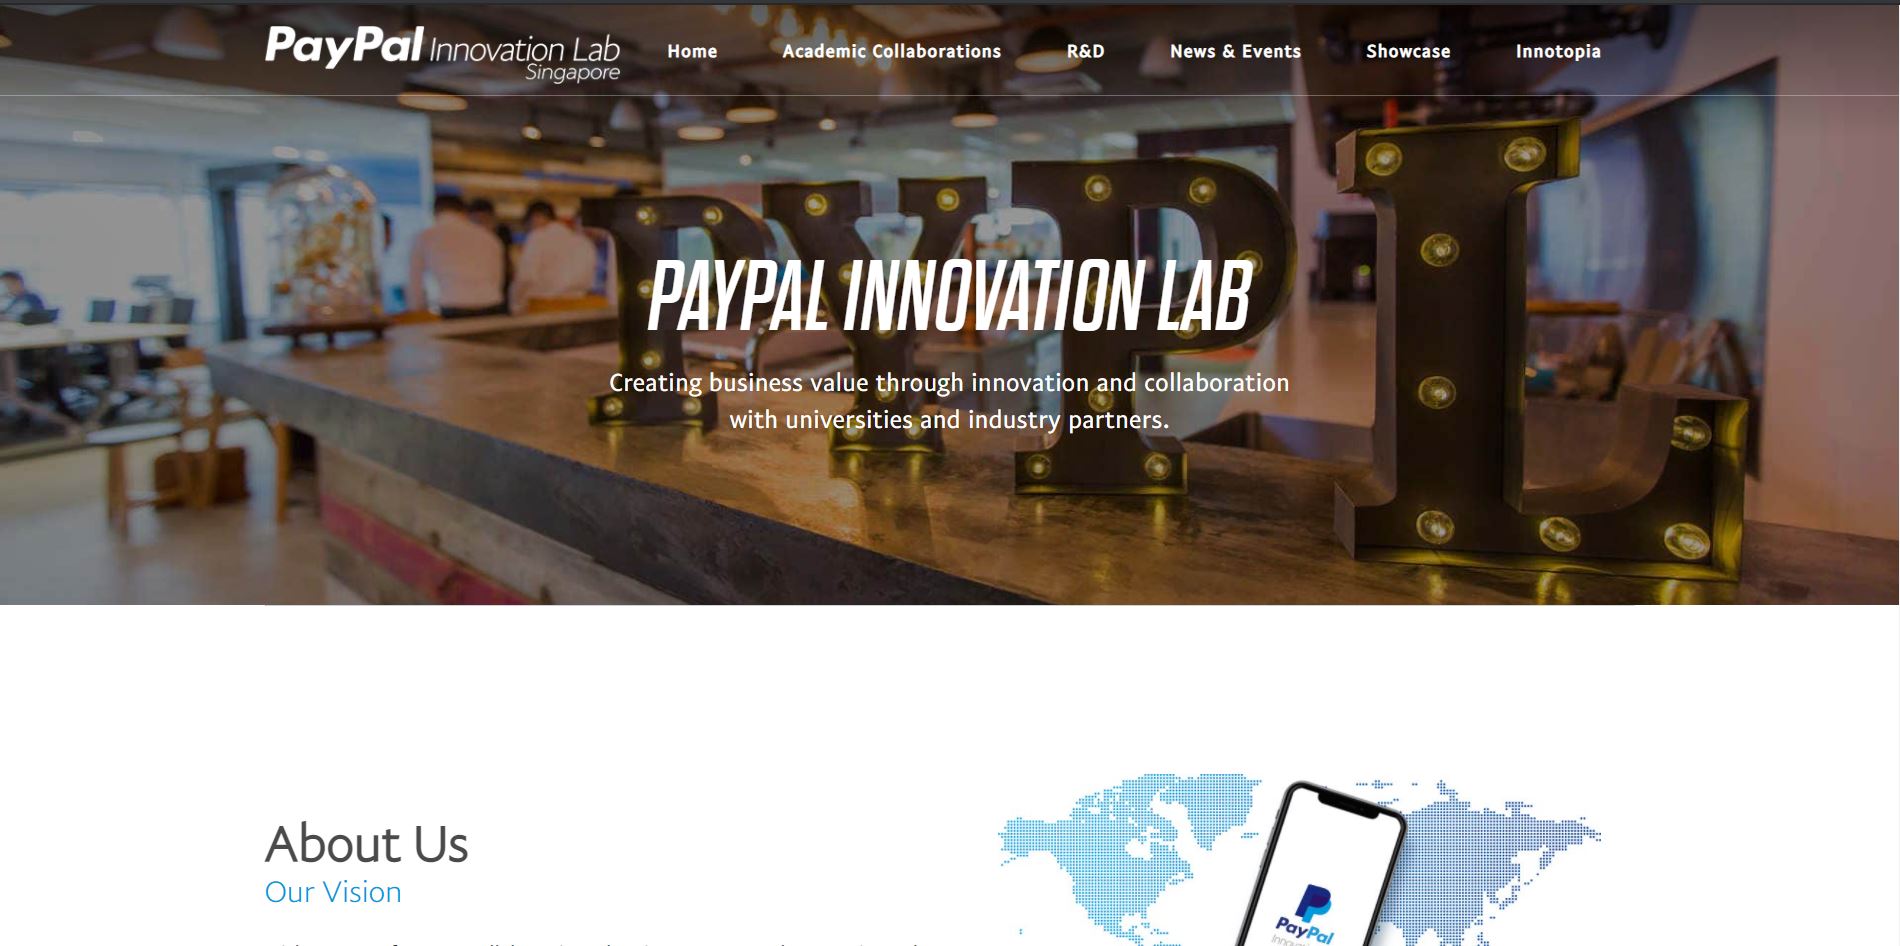 PayPal Innovation Lab
Singapore
Home
Academic Collaborations
R&D
News & Events
Showcase
Innotopia
PYPL
PAYPAL INNOVATION LAB
Creating business value through innovation and collaboration
with universities and industry partners.
About Us
Our Vision
PayPal